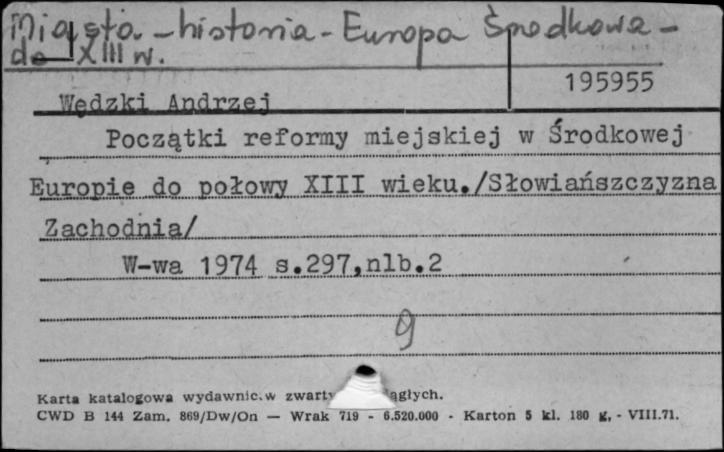 Miasta - historia - Europa Środkowa -
do XIII w.
195955
Wędzki Andrzej
Początki reformy miejskiej w Środkowej
Europie do połowy XIII wieku./Słowiańszczyzna
Zachodnia/
W-wa 1974 s.297,nlb.2
9
Karta katalogowa wydawnic.w zwart ągłych.
CWD B 144 Zam. 869/Dw/On — Wrak 719 - 6.520.000 - Karton 5 kl. 180 g, - VIII.71.